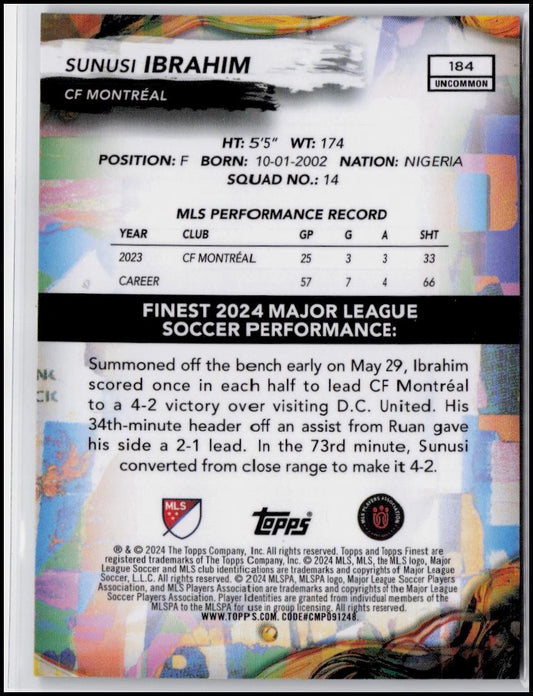 SUNUSI IBRAHIM
CF MONTRÉAL
184
UNCOMMON
HT: 5'5" WT: 174
POSITION: F BORN: 10-01-2002 NATION: NIGERIA
SQUAD NO.: 14
MLS PERFORMANCE RECORD
YEAR CLUB GP G A SHT
2023 CF MONTRÉAL 25 3 3 33
CAREER 57 7 4 66
FINEST 2024 MAJOR LEAGUE
SOCCER PERFORMANCE:
Summoned off the bench early on May 29, Ibrahim
scored once in each half to lead CF Montréal
to a 4-2 victory over visiting D.C. United. His
34th-minute header off an assist from Ruan gave
his side a 2-1 lead. In the 73rd minute, Sunusi
converted from close range to make it 4-2.
MLS
TOPPS
MLS PLAYERS ASSOCIATION
® & © 2024 The Topps Company, Inc. All rights reserved. Topps and Topps Finest are
registered trademarks of The Topps Company, Inc. © 2024 MLS, MLS, the MLS logo, Major
League Soccer and MLS club identifications are trademarks and copyrights of Major League
Soccer, L.L.C. All rights reserved. © 2024 MLSPA, MLSPA logo, Major League Soccer Players
Association, and MLS Players Association are trademarks and copyrights of the Major League
Soccer Players Association. Player Identities are granted from individual members of the
MLSPA to the MLSPA for use in group licensing. All rights reserved.
WWW.TOPPS.COM. CODE#CMP091248.